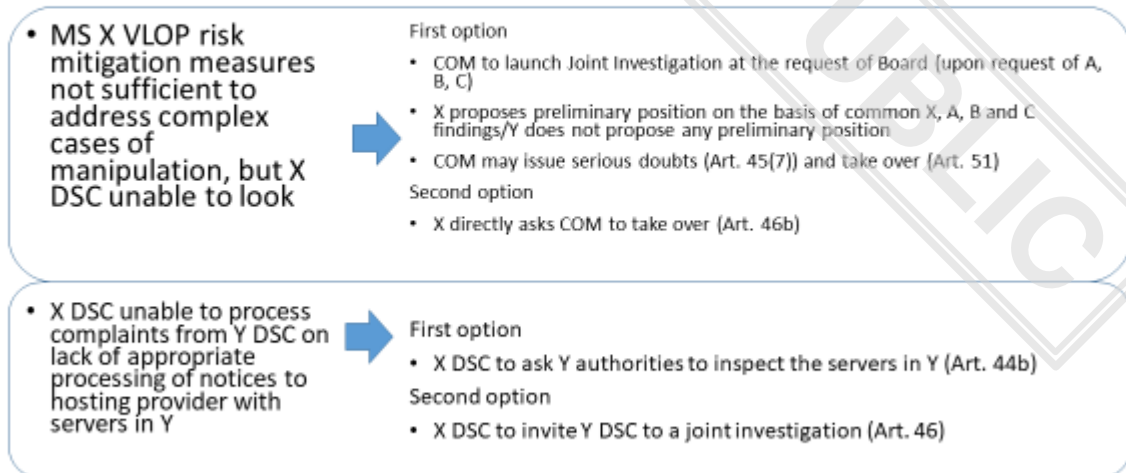 • MS X VLOP risk
mitigation measures
not sufficient to
address complex
cases of
manipulation, but X
DSC unable to look
First option
• COM to launch Joint Investigation at the request of Board (upon request of A,
B, C)
• X proposes preliminary position on the basis of common X, A, B and C
findings/Y does not propose any preliminary position
• COM may issue serious doubts (Art. 45(7)) and take over (Art. 51)
Second option
• X directly asks COM to take over (Art. 46b)
• X DSC unable to process
complaints from Y DSC on
lack of appropriate
processing of notices to
hosting provider with
servers in Y
First option
• X DSC to ask Y authorities to inspect the servers in Y (Art. 44b)
Second option
• X DSC to invite Y DSC to a joint investigation (Art. 46)
UBLIC